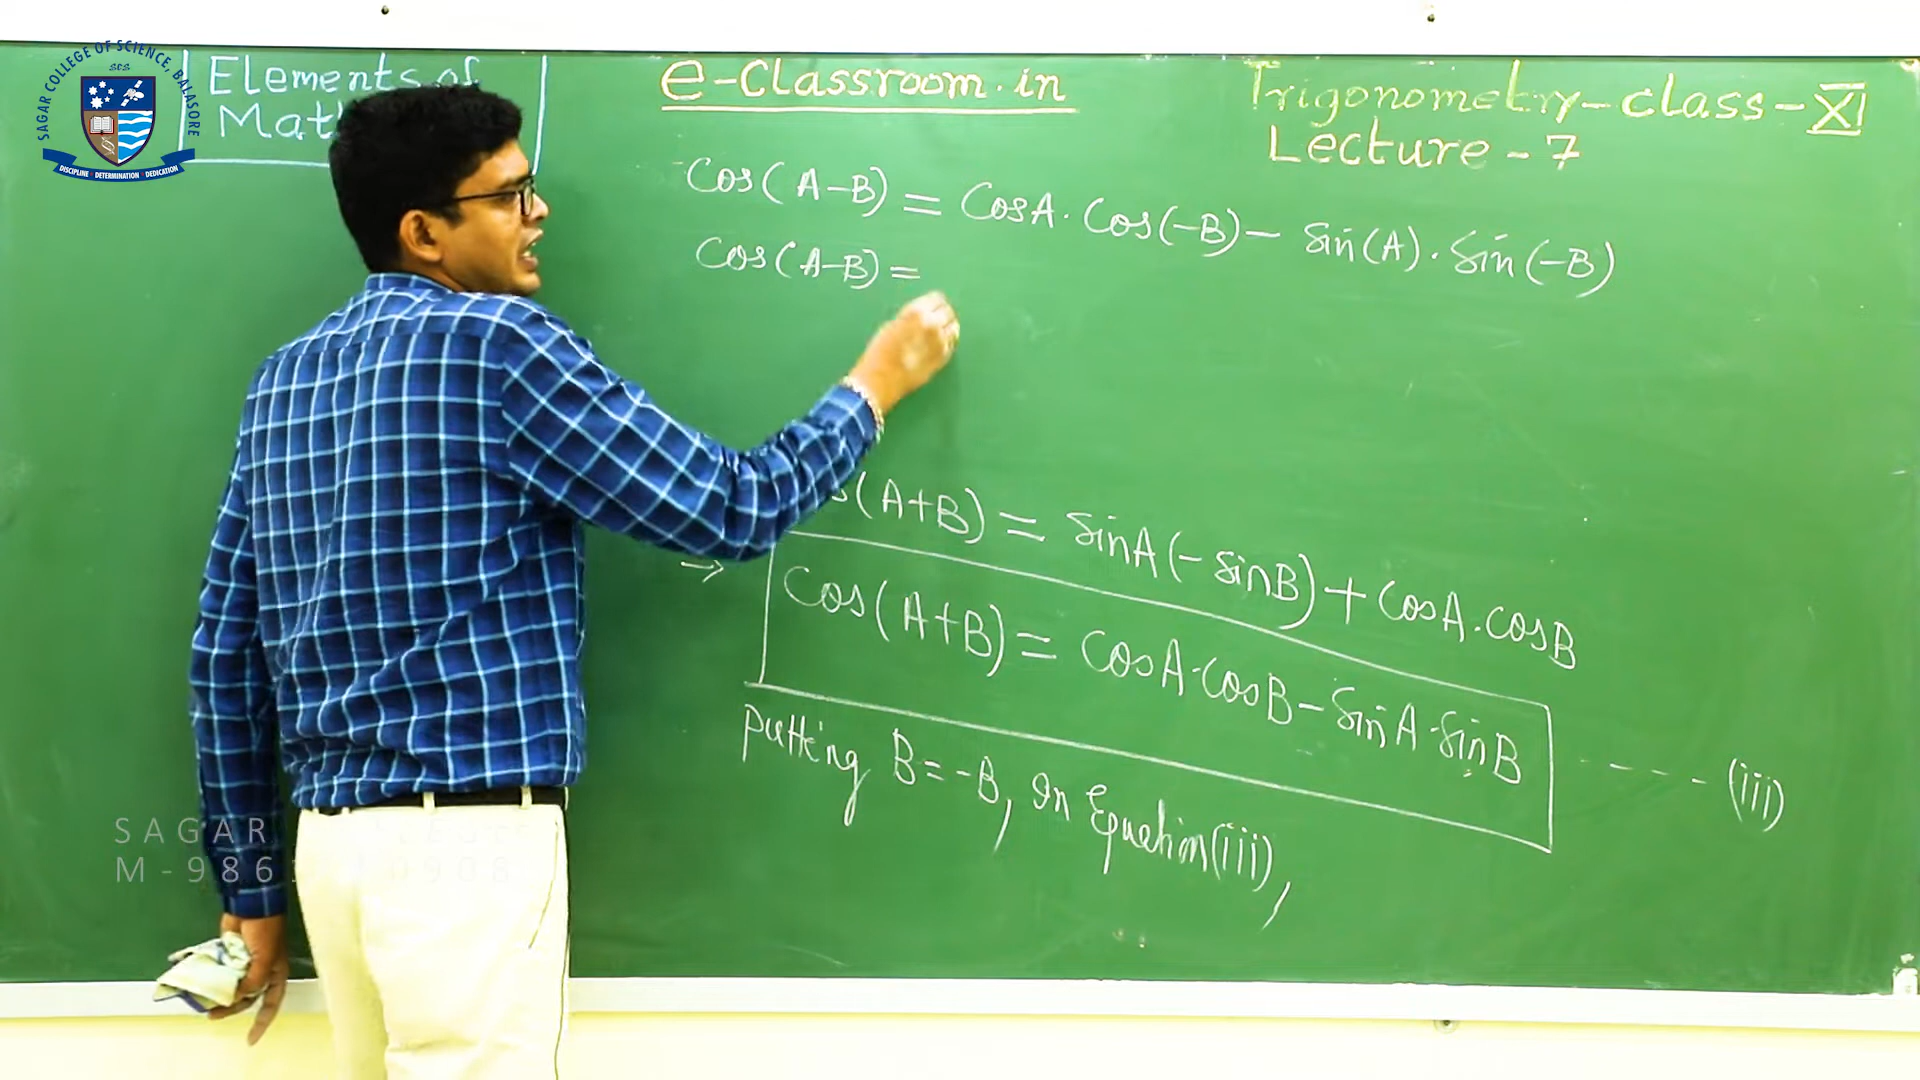 SAGAR COLLEGE OF SCIENCE, BALASORE
SCS
DISCIPLINE · DETERMINATION · DEDICATION
Elements of
e-Classroom.in
Trigonometry-class-XI
Lecture-7
Cos(A-B) = CosA. Cos(-B) - Sin(A). Sin(-B)
Cos(A-B) =
s(A+B) = SinA(-sinB) + CosA.cosB
→ Cos(A+B) = CosA.CosB - SinA.SinB ---- (iii)
putting B=-B, In Equation(iii),
SAGAR